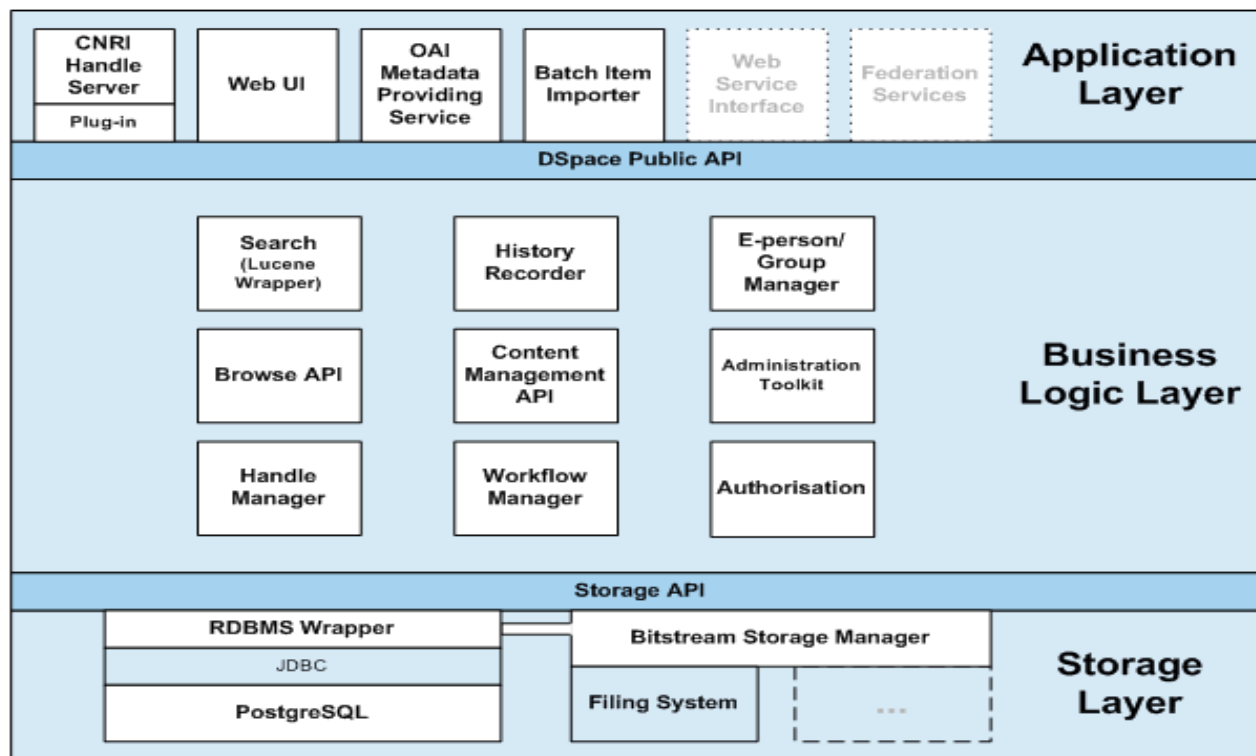 CNRI
Handle
Server
Plug-in
Web UI
OAI
Metadata
Providing
Service
Batch Item
Importer
Web
Service
Interface
Federation
Services
Application
Layer
DSpace Public API
Search
(Lucene
Wrapper)
History
Recorder
E-person/
Group
Manager
Browse API
Content
Management
API
Administration
Toolkit
Business
Logic Layer
Handle
Manager
Workflow
Manager
Authorisation
Storage API
RDBMS Wrapper
JDBC
PostgreSQL
Bitstream Storage Manager
Filing System
...
Storage
Layer